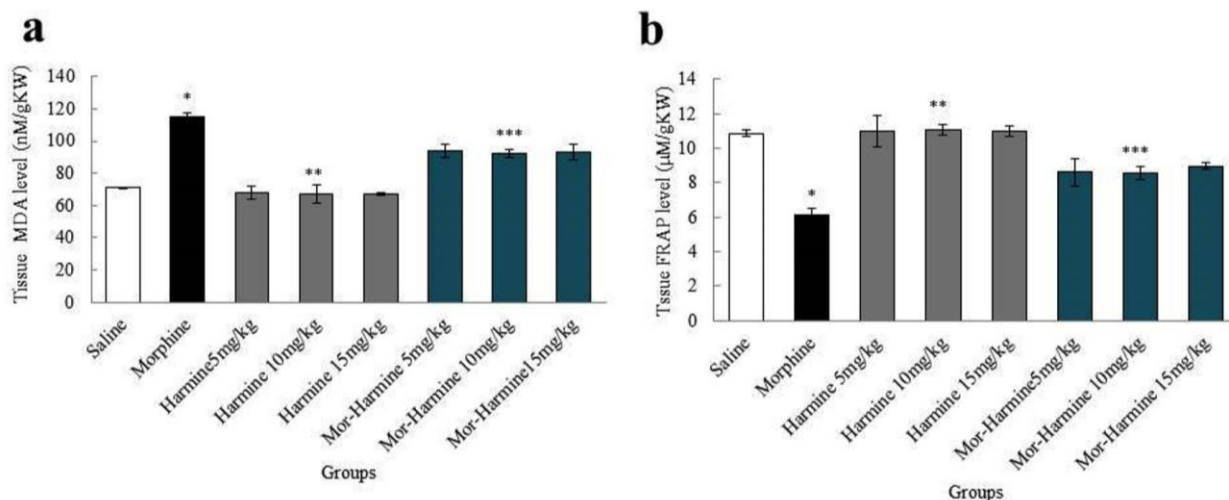 a
Tissue MDA level (nM/gKW)
140
120
100
80
60
40
20
0
*
**
***
Saline
Morphine
Harmine5mg/kg
Harmine 10mg/kg
Harmine 15mg/kg
Mor-Harmine 5mg/kg
Mor-Harmine 10mg/kg
Mor-Harmine15mg/kg
Groups
b
Tssue FRAP level (μM/gKW)
14
12
10
8
6
4
2
0
*
**
***
Saline
Morphine
Harmine 5mg/kg
Harmine 10mg/kg
Harmine 15mg/kg
Mor-Harmine5mg/kg
Mor-Harmine 10mg/kg
Mor-Harmine 15mg/kg
Groups